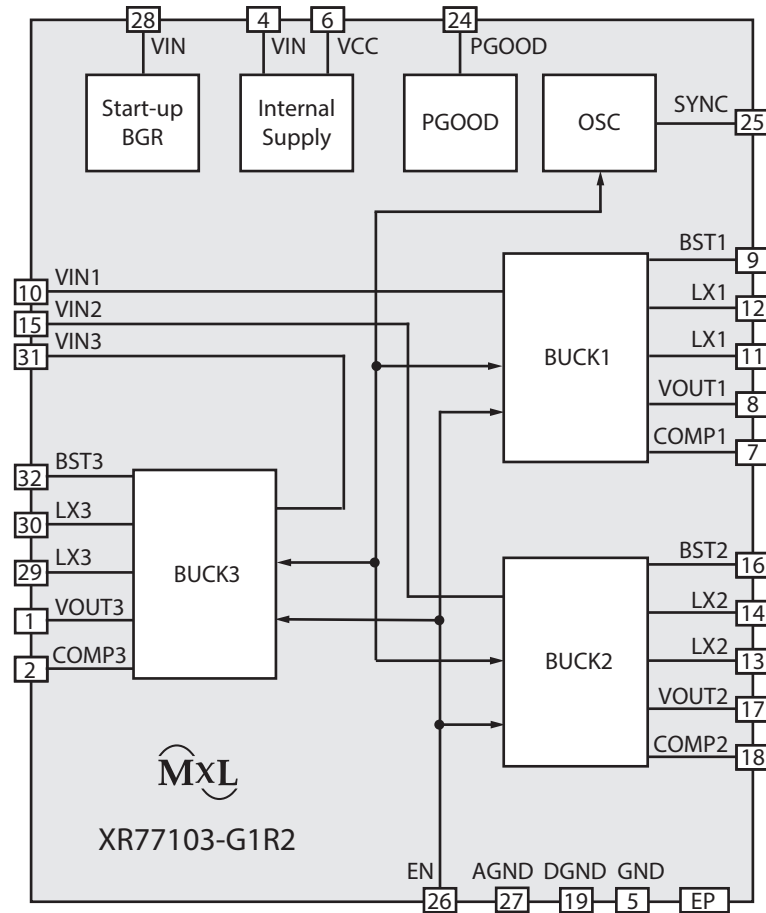 28 4 6 24
VIN VIN VCC PGOOD
Start-up
BGR
Internal
Supply
PGOOD
OSC
SYNC
25
VIN1
10
VIN2
15
VIN3
31
BUCK1
BST1
9
LX1
12
LX1
11
VOUT1
8
COMP1
7
BST3
32
LX3
30
LX3
29
VOUT3
1
COMP3
2
BUCK3
BUCK2
BST2
16
LX2
14
LX2
13
VOUT2
17
COMP2
18
MxL
XR77103-G1R2
EN AGND DGND GND
26 27 19 5 EP